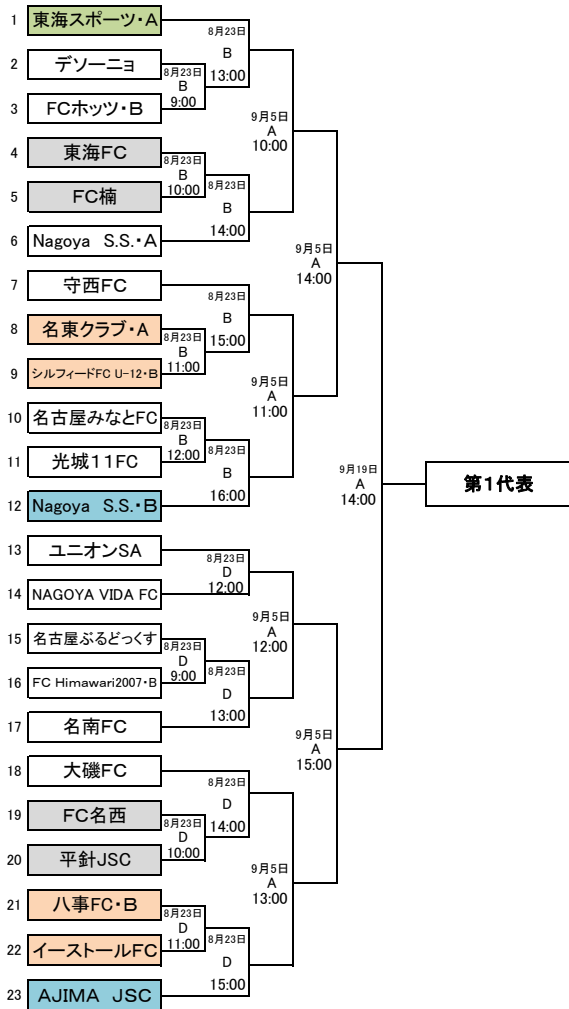 1 東海スポーツ・A
8月23日
B
13:00
2 デソーニョ
8月23日
B
9:00
3 FCホッツ・B
9月5日
A
10:00
4 東海FC
8月23日
B
10:00
5 FC楠
8月23日
B
14:00
6 Nagoya S.S.・A
9月5日
A
14:00
7 守西FC
8月23日
B
15:00
8 名東クラブ・A
8月23日
B
11:00
9 シルフィードFC U-12・B
9月5日
A
11:00
10 名古屋みなとFC
8月23日
B
12:00
11 光城11FC
8月23日
B
16:00
12 Nagoya S.S.・B
9月19日
A
14:00
第1代表
13 ユニオンSA
8月23日
D
12:00
14 NAGOYA VIDA FC
9月5日
A
12:00
15 名古屋ぶるどっくす
8月23日
D
9:00
16 FC Himawari2007・B
8月23日
D
13:00
17 名南FC
9月5日
A
15:00
18 大磯FC
8月23日
D
14:00
19 FC名西
8月23日
D
10:00
20 平針JSC
9月5日
A
13:00
21 八事FC・B
8月23日
D
11:00
22 イーストールFC
8月23日
D
15:00
23 AJIMA JSC